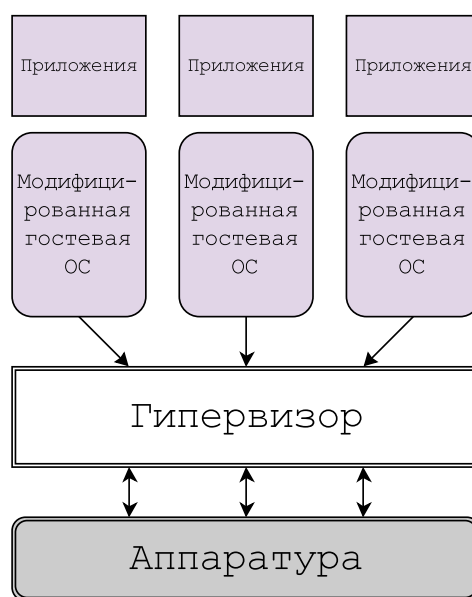 Приложения Приложения Приложения
Модифици- Модифици- Модифици-
рованная рованная рованная
гостевая гостевая гостевая
ОС ОС ОС
Гипервизор
Аппаратура